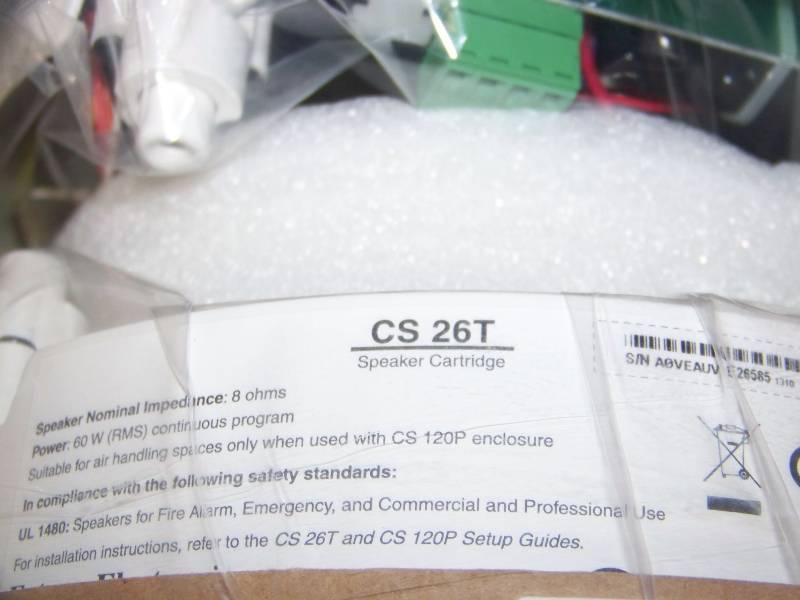 CS 26T
Speaker Cartridge
S/N A0VEAUV E26585 1310
Speaker Nominal Impedance: 8 ohms
Power: 60 W (RMS) continuous program
Suitable for air handling spaces only when used with CS 120P enclosure
In compliance with the following safety standards:
UL 1480: Speakers for Fire Alarm, Emergency, and Commercial and Professional Use
For installation instructions, refer to the CS 26T and CS 120P Setup Guides.